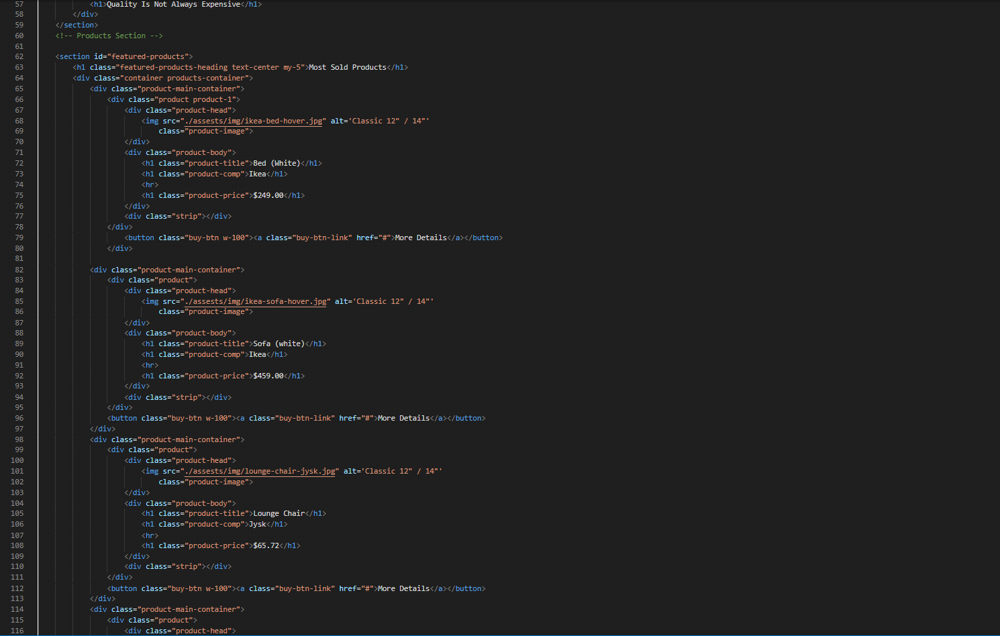 57 <h1>Quality Is Not Always Expensive</h1>
58 </div>
59 </section>
60 <!-- Products Section -->
61
62 <section id="featured-products">
63 <h1 class="featured-products-heading text-center my-5">Most Sold Products</h1>
64 <div class="container products-container">
65 <div class="product-main-container">
66 <div class="product product-1">
67 <div class="product-head">
68 <img src="./assests/img/ikea-bed-hover.jpg" alt='Classic 12" / 14"'
69 class="product-image">
70 </div>
71 <div class="product-body">
72 <h1 class="product-title">Bed (White)</h1>
73 <h1 class="product-comp">Ikea</h1>
74 <hr>
75 <h1 class="product-price">$249.00</h1>
76 </div>
77 <div class="strip"></div>
78 </div>
79 <button class="buy-btn w-100"><a class="buy-btn-link" href="#">More Details</a></button>
80 </div>
81
82 <div class="product-main-container">
83 <div class="product">
84 <div class="product-head">
85 <img src="./assests/img/ikea-sofa-hover.jpg" alt='Classic 12" / 14"'
86 class="product-image">
87 </div>
88 <div class="product-body">
89 <h1 class="product-title">Sofa (white)</h1>
90 <h1 class="product-comp">Ikea</h1>
91 <hr>
92 <h1 class="product-price">$459.00</h1>
93 </div>
94 <div class="strip"></div>
95 </div>
96 <button class="buy-btn w-100"><a class="buy-btn-link" href="#">More Details</a></button>
97 </div>
98 <div class="product-main-container">
99 <div class="product">
100 <div class="product-head">
101 <img src="./assests/img/lounge-chair-jysk.jpg" alt='Classic 12" / 14"'
102 class="product-image">
103 </div>
104 <div class="product-body">
105 <h1 class="product-title">Lounge Chair</h1>
106 <h1 class="product-comp">Jysk</h1>
107 <hr>
108 <h1 class="product-price">$65.72</h1>
109 </div>
110 <div class="strip"></div>
111 </div>
112 <button class="buy-btn w-100"><a class="buy-btn-link" href="#">More Details</a></button>
113 </div>
114 <div class="product-main-container">
115 <div class="product">
116 <div class="product-head">